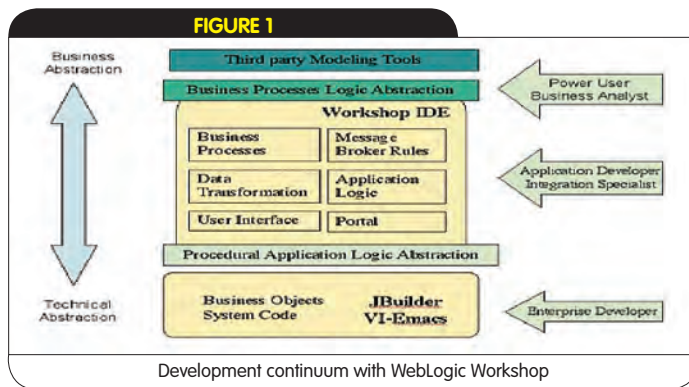 FIGURE 1
Business
Abstraction
Technical
Abstraction
Third party Modeling Tools
Business Processes Logic Abstraction
Workshop IDE
Business
Processes
Message
Broker Rules
Data
Transformation
Application
Logic
User Interface
Portal
Procedural Application Logic Abstraction
Business Objects
System Code
JBuilder
VI-Emacs
Power User
Business Analyst
Application Developer
Integration Specialist
Enterprise Developer
Development continuum with WebLogic Workshop